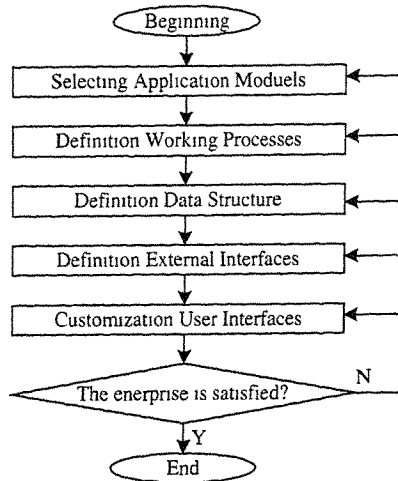 Beginning
Selecting Application Moduels
Definition Working Processes
Definition Data Structure
Definition External Interfaces
Customization User Interfaces
The enerprise is satisfied?
N
Y
End